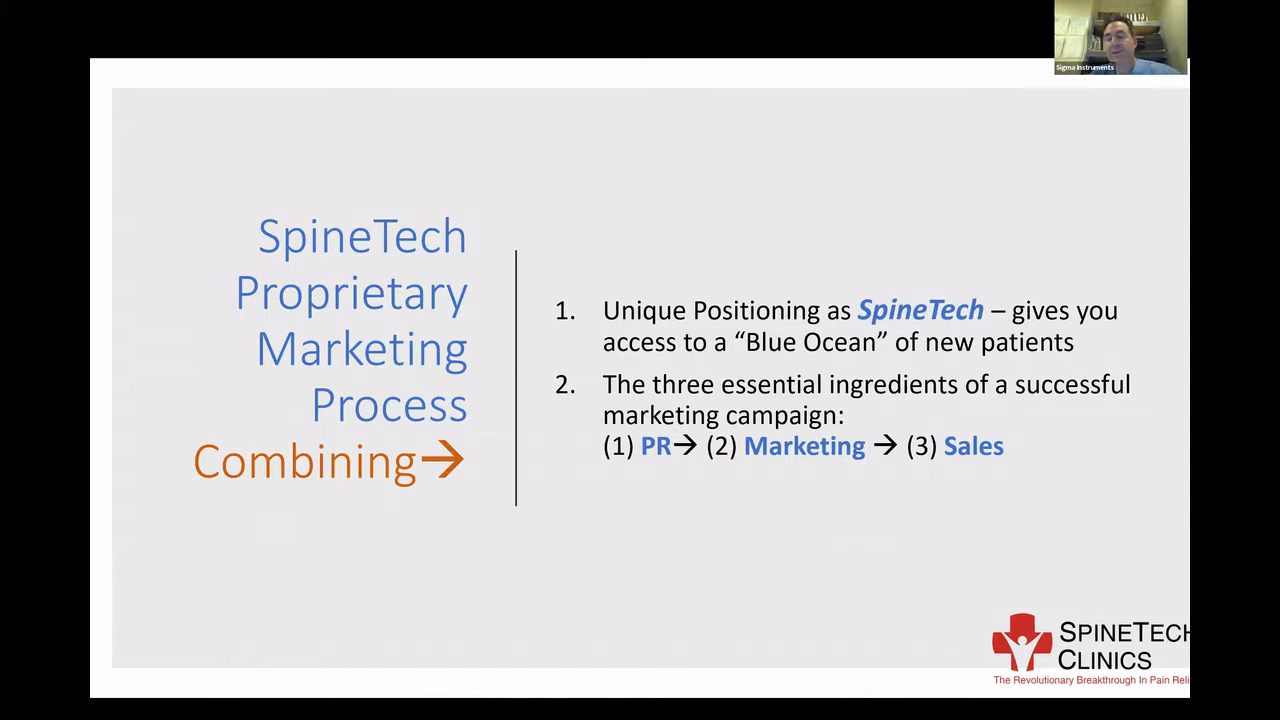 Sigma Instruments
SpineTech
Proprietary
Marketing
Process
Combining→
1. Unique Positioning as SpineTech – gives you
access to a “Blue Ocean” of new patients
2. The three essential ingredients of a successful
marketing campaign:
(1) PR→ (2) Marketing → (3) Sales
SPINETECH
CLINICS
The Revolutionary Breakthrough In Pain Reli